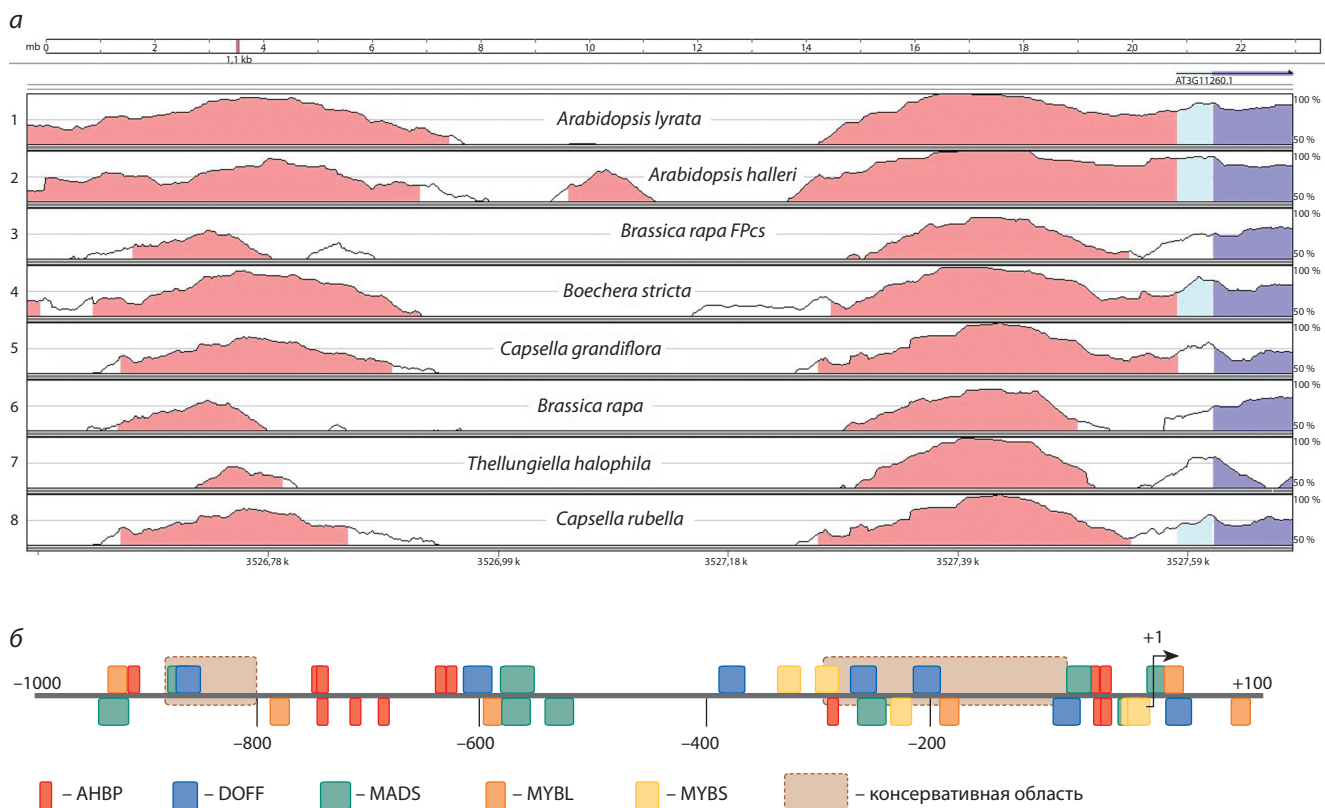 а
mb 0 2 4 6 8 10 12 14 16 18 20 22
1,1 kb
AT3G11260.1
1 Arabidopsis lyrata 100 % 50 %
2 Arabidopsis halleri 100 % 50 %
3 Brassica rapa FPcs 100 % 50 %
4 Boechera stricta 100 % 50 %
5 Capsella grandiflora 100 % 50 %
6 Brassica rapa 100 % 50 %
7 Thellungiella halophila 100 % 50 %
8 Capsella rubella 100 % 50 %
3526,78 k 3526,99 k 3527,18 k 3527,39 k 3527,59 k
б
+1
–1000 +100
–800 –600 –400 –200
– AHBP – DOFF – MADS – MYBL – MYBS – консервативная область